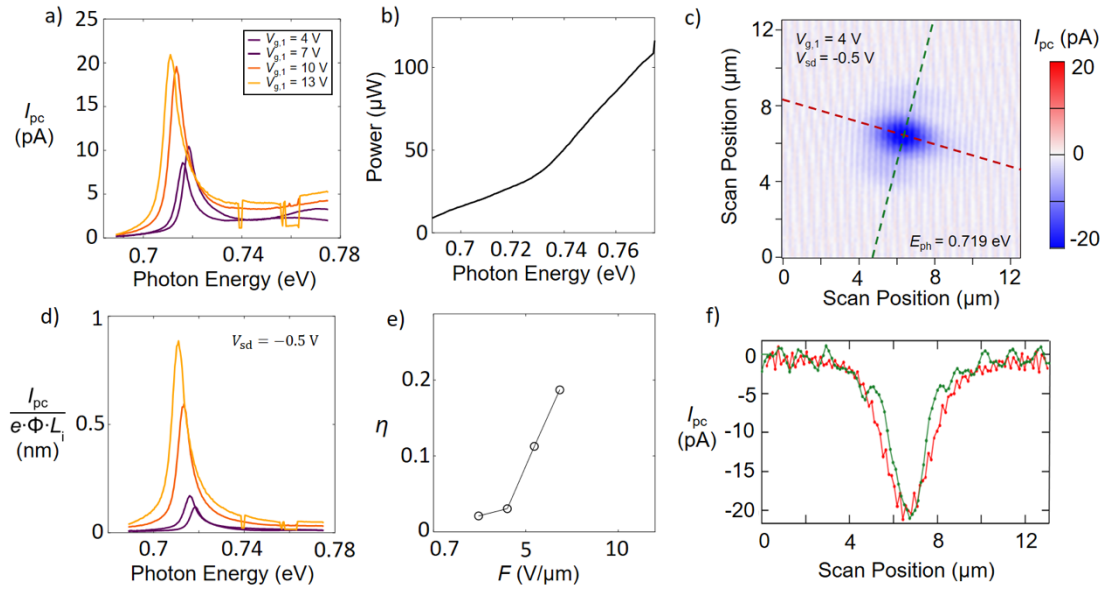 a)
I_pc
(pA)
25
20
15
10
5
0
V_g,1 = 4 V
V_g,1 = 7 V
V_g,1 = 10 V
V_g,1 = 13 V
0.7
0.74
0.78
Photon Energy (eV)
b)
Power (µW)
100
60
20
0
0.7
0.72
0.74
0.76
Photon Energy (eV)
c)
Scan Position (µm)
12
8
4
0
V_g,1 = 4 V
V_sd = -0.5 V
E_ph = 0.719 eV
0
4
8
12
Scan Position (µm)
I_pc (pA)
20
0
-20
d)
I_pc
e·Φ·L_i
(nm)
1
0.5
0
V_sd = −0.5 V
0.7
0.74
0.78
Photon Energy (eV)
e)
η
0.2
0.1
0
0.7
5
10
F (V/µm)
f)
I_pc
(pA)
0
-5
-10
-15
-20
0
4
8
12
Scan Position (µm)